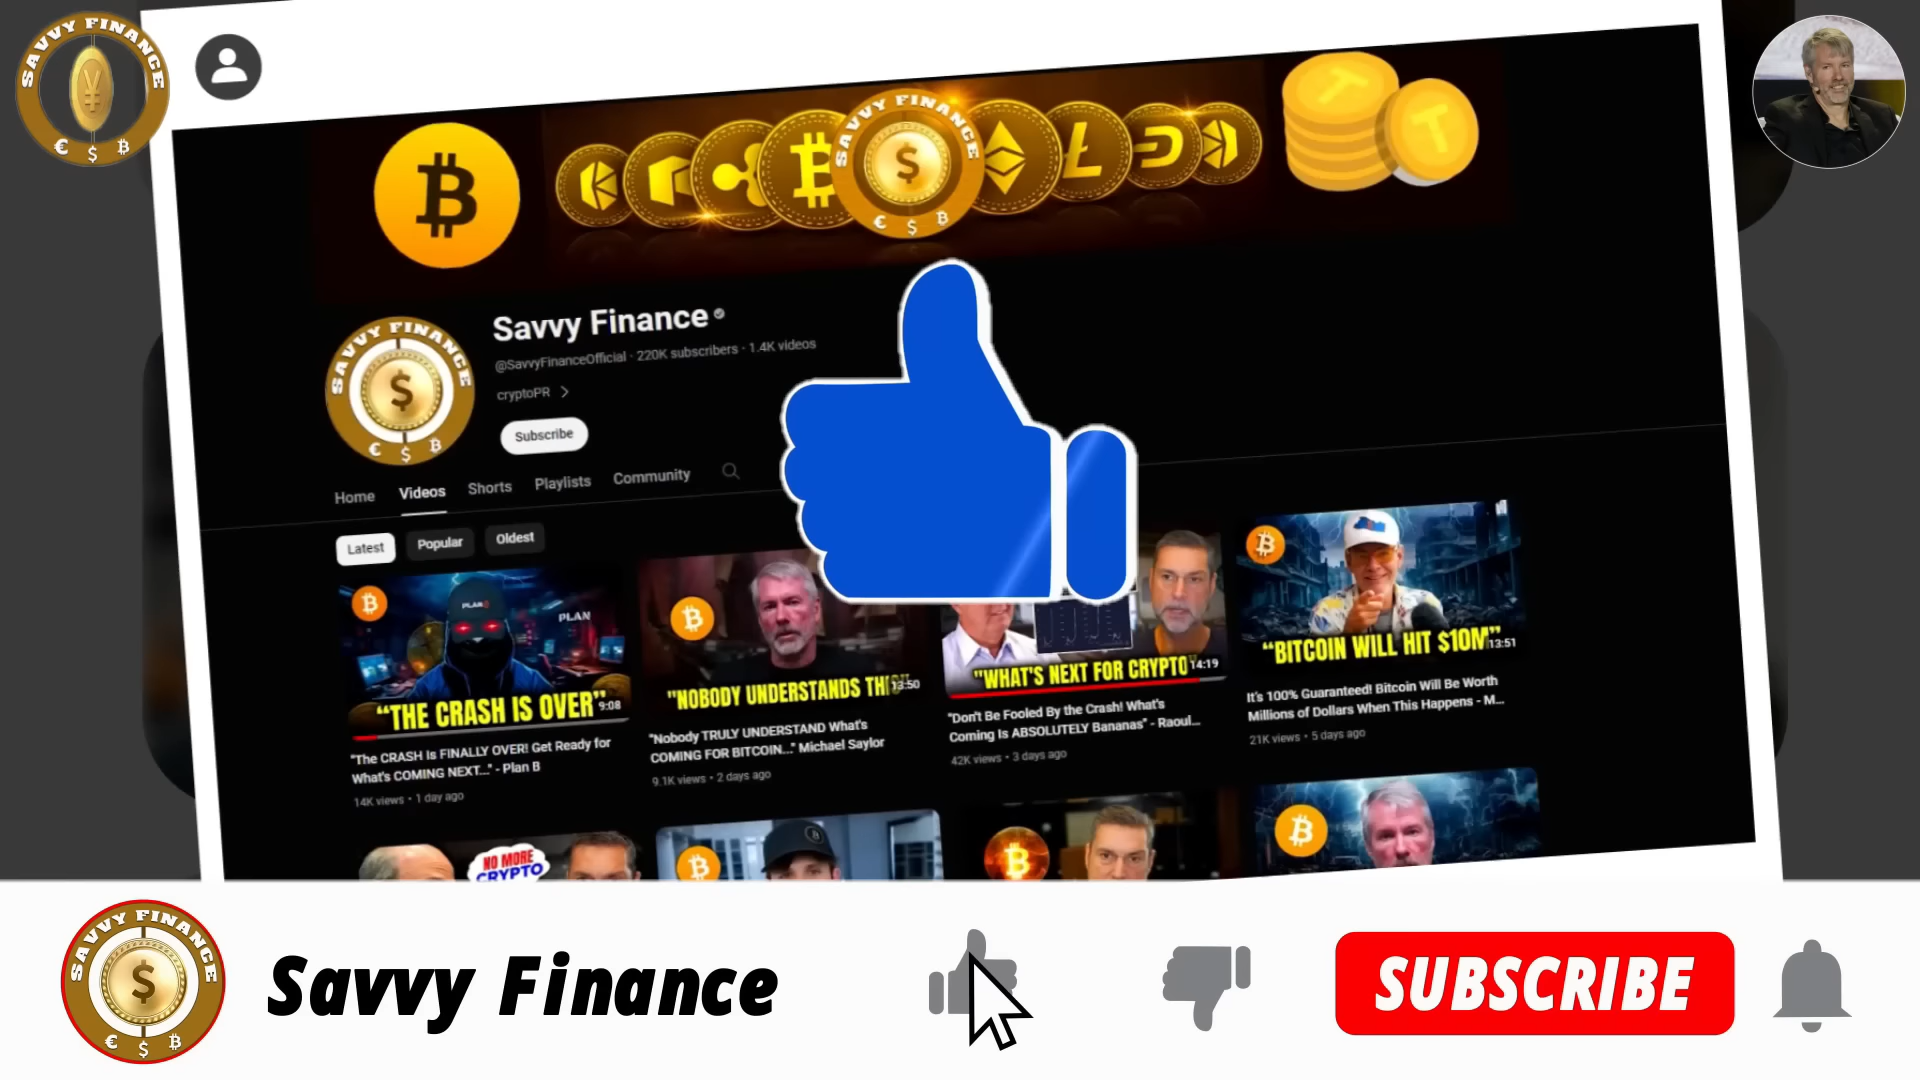 SAVVY FINANCE
¥
€ $ ₿
SAVVY FINANCE
$
€ $ ₿
Savvy Finance
@SavvyFinanceOfficial · 220K subscribers · 1.4K videos
cryptoPR >
Subscribe
SAVVY FINANCE
$
€ $ ₿
Home Videos Shorts Playlists Community
Latest Popular Oldest
PLAN
"THE CRASH IS OVER"
9:08
"The CRASH Is FINALLY OVER! Get Ready for
What's COMING NEXT..." - Plan B
14K views • 1 day ago
"NOBODY UNDERSTANDS THIS"
13:50
"Nobody TRULY UNDERSTAND What's
COMING FOR BITCOIN..." Michael Saylor
9.1K views • 2 days ago
"WHAT'S NEXT FOR CRYPTO"
14:19
"Don't Be Fooled By the Crash! What's
Coming Is ABSOLUTELY Bananas" - Raoul...
42K views • 3 days ago
"BITCOIN WILL HIT $10M"
13:51
It's 100% Guaranteed! Bitcoin Will Be Worth
Millions of Dollars When This Happens - M...
21K views • 5 days ago
NO MORE
CRYPTO
SAVVY FINANCE
$
€ $ ₿
Savvy Finance
SUBSCRIBE